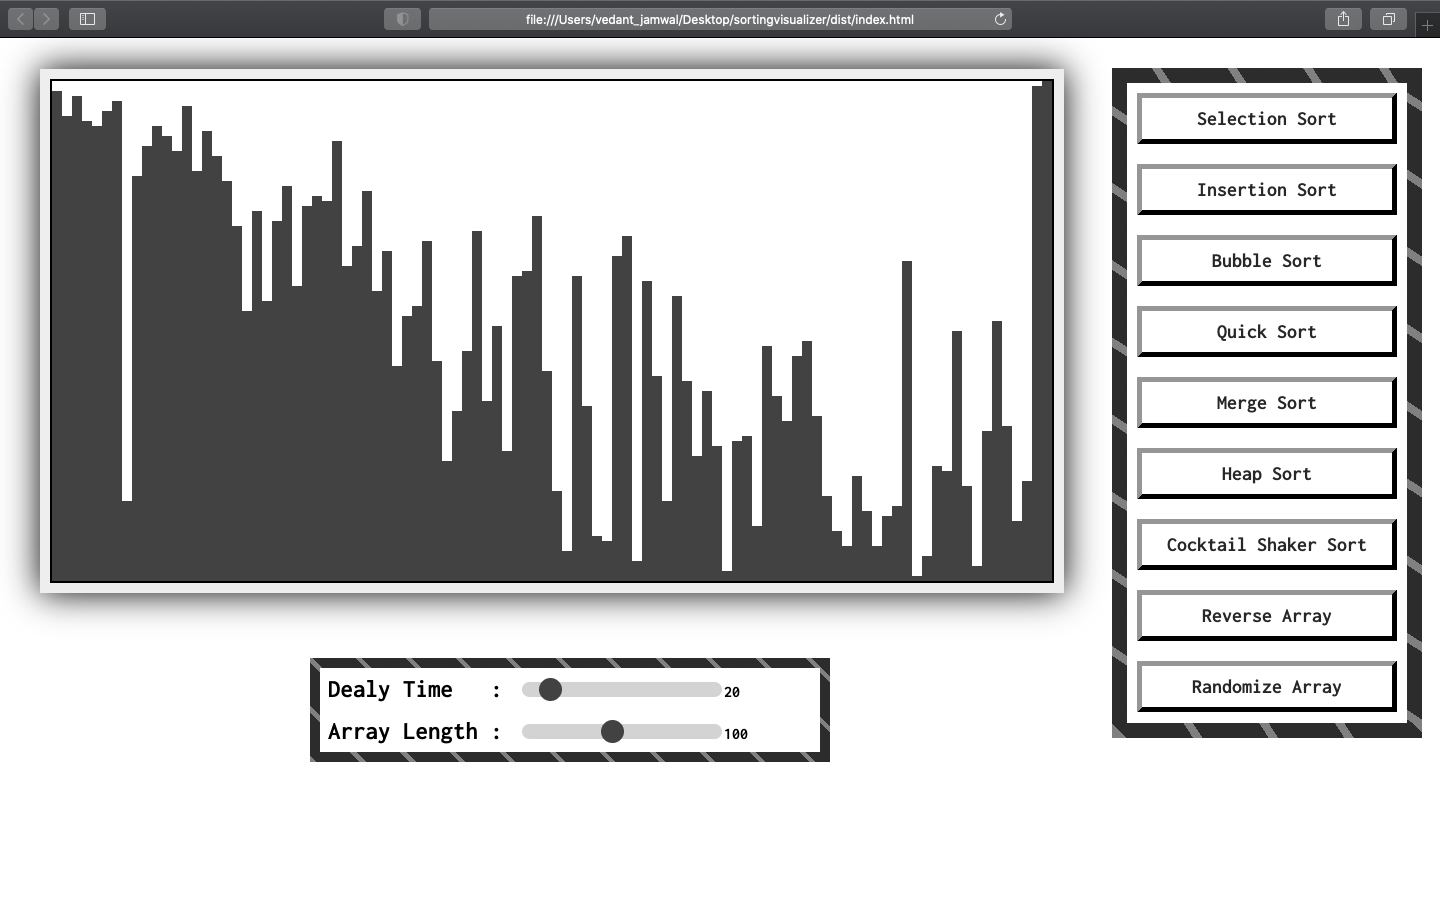 file:///Users/vedant_jamwal/Desktop/sortingvisualizer/dist/index.html
Selection Sort
Insertion Sort
Bubble Sort
Quick Sort
Merge Sort
Heap Sort
Cocktail Shaker Sort
Reverse Array
Randomize Array
Dealy Time : 20
Array Length : 100